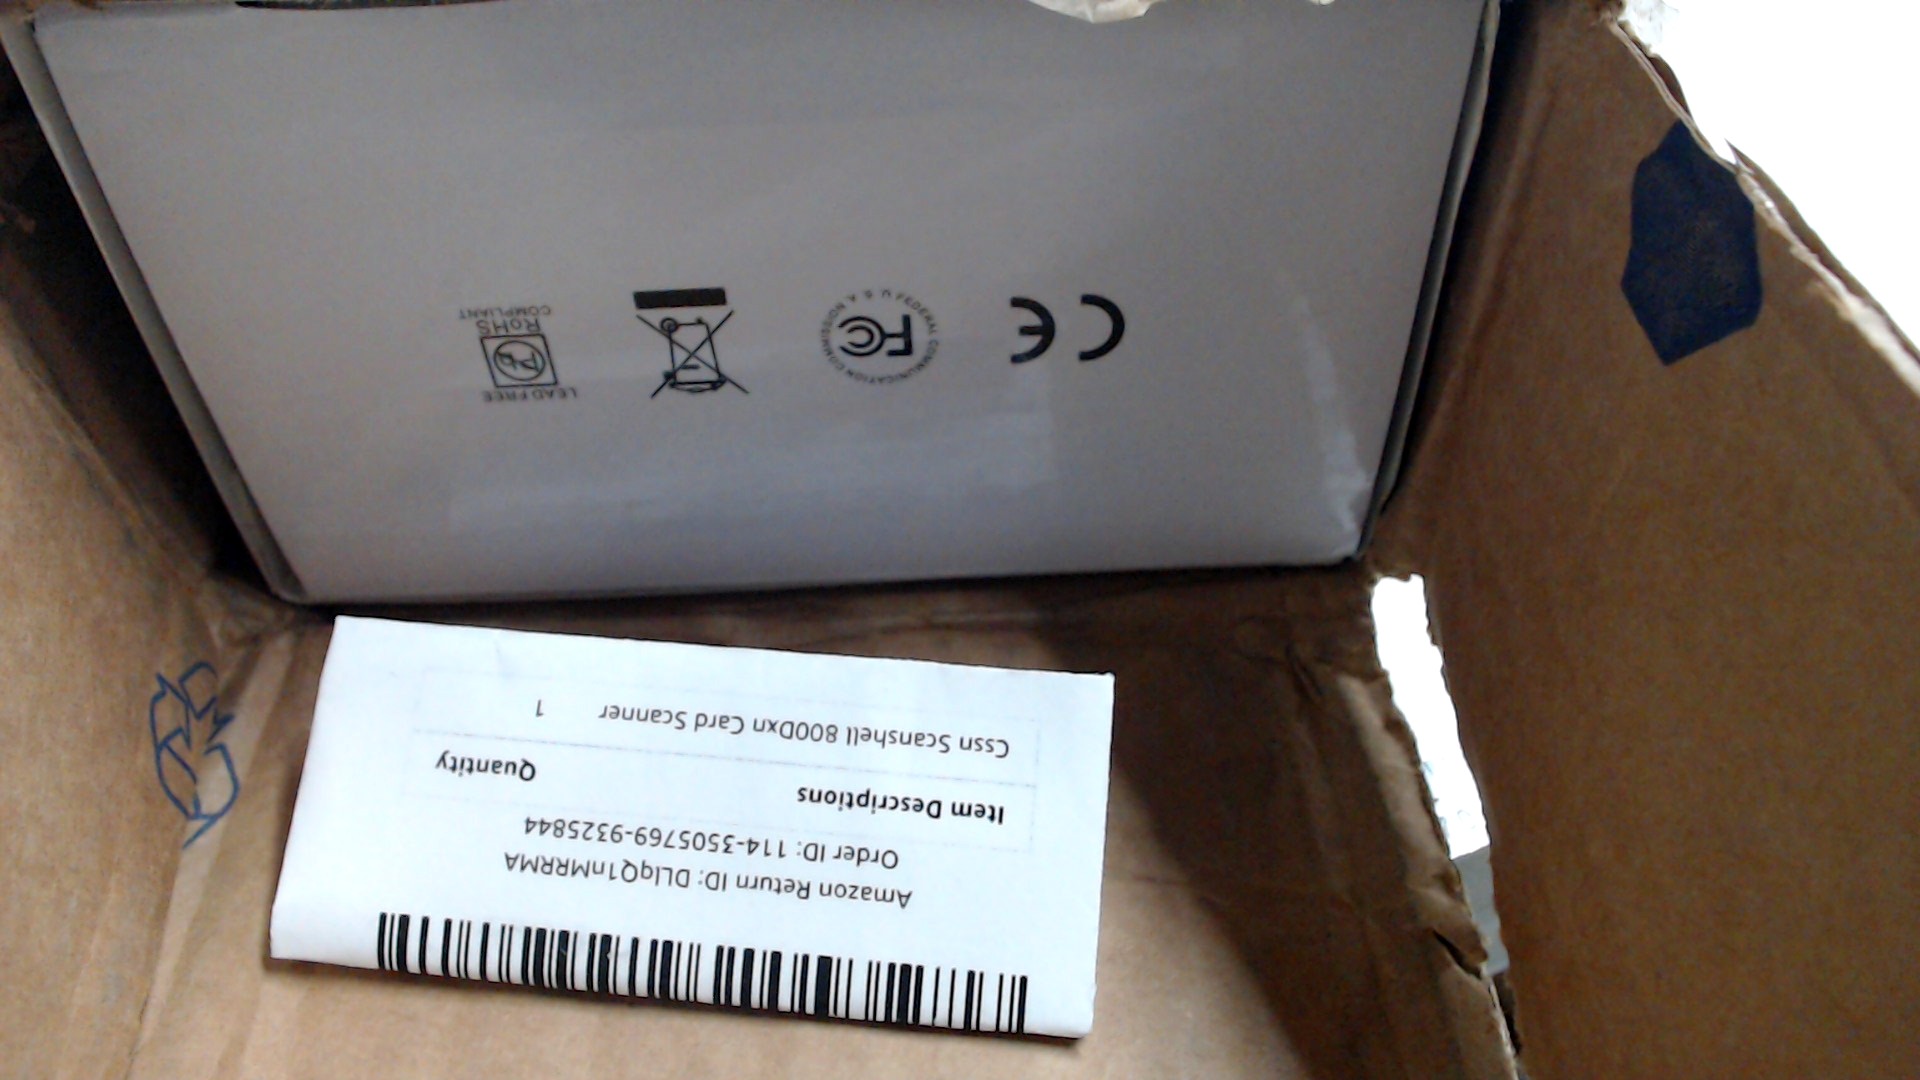 Amazon Return ID: DLlqQ1nMRRMA
Order ID: 114-3505769-9325844
Item Descriptions Quantity
Cssn Scanshell 800Dxn Card Scanner 1
CE
FC
FEDERAL COMMUNICATION COMMISSION U.S.A
LEAD FREE
Pb
RoHS
COMPLIANT